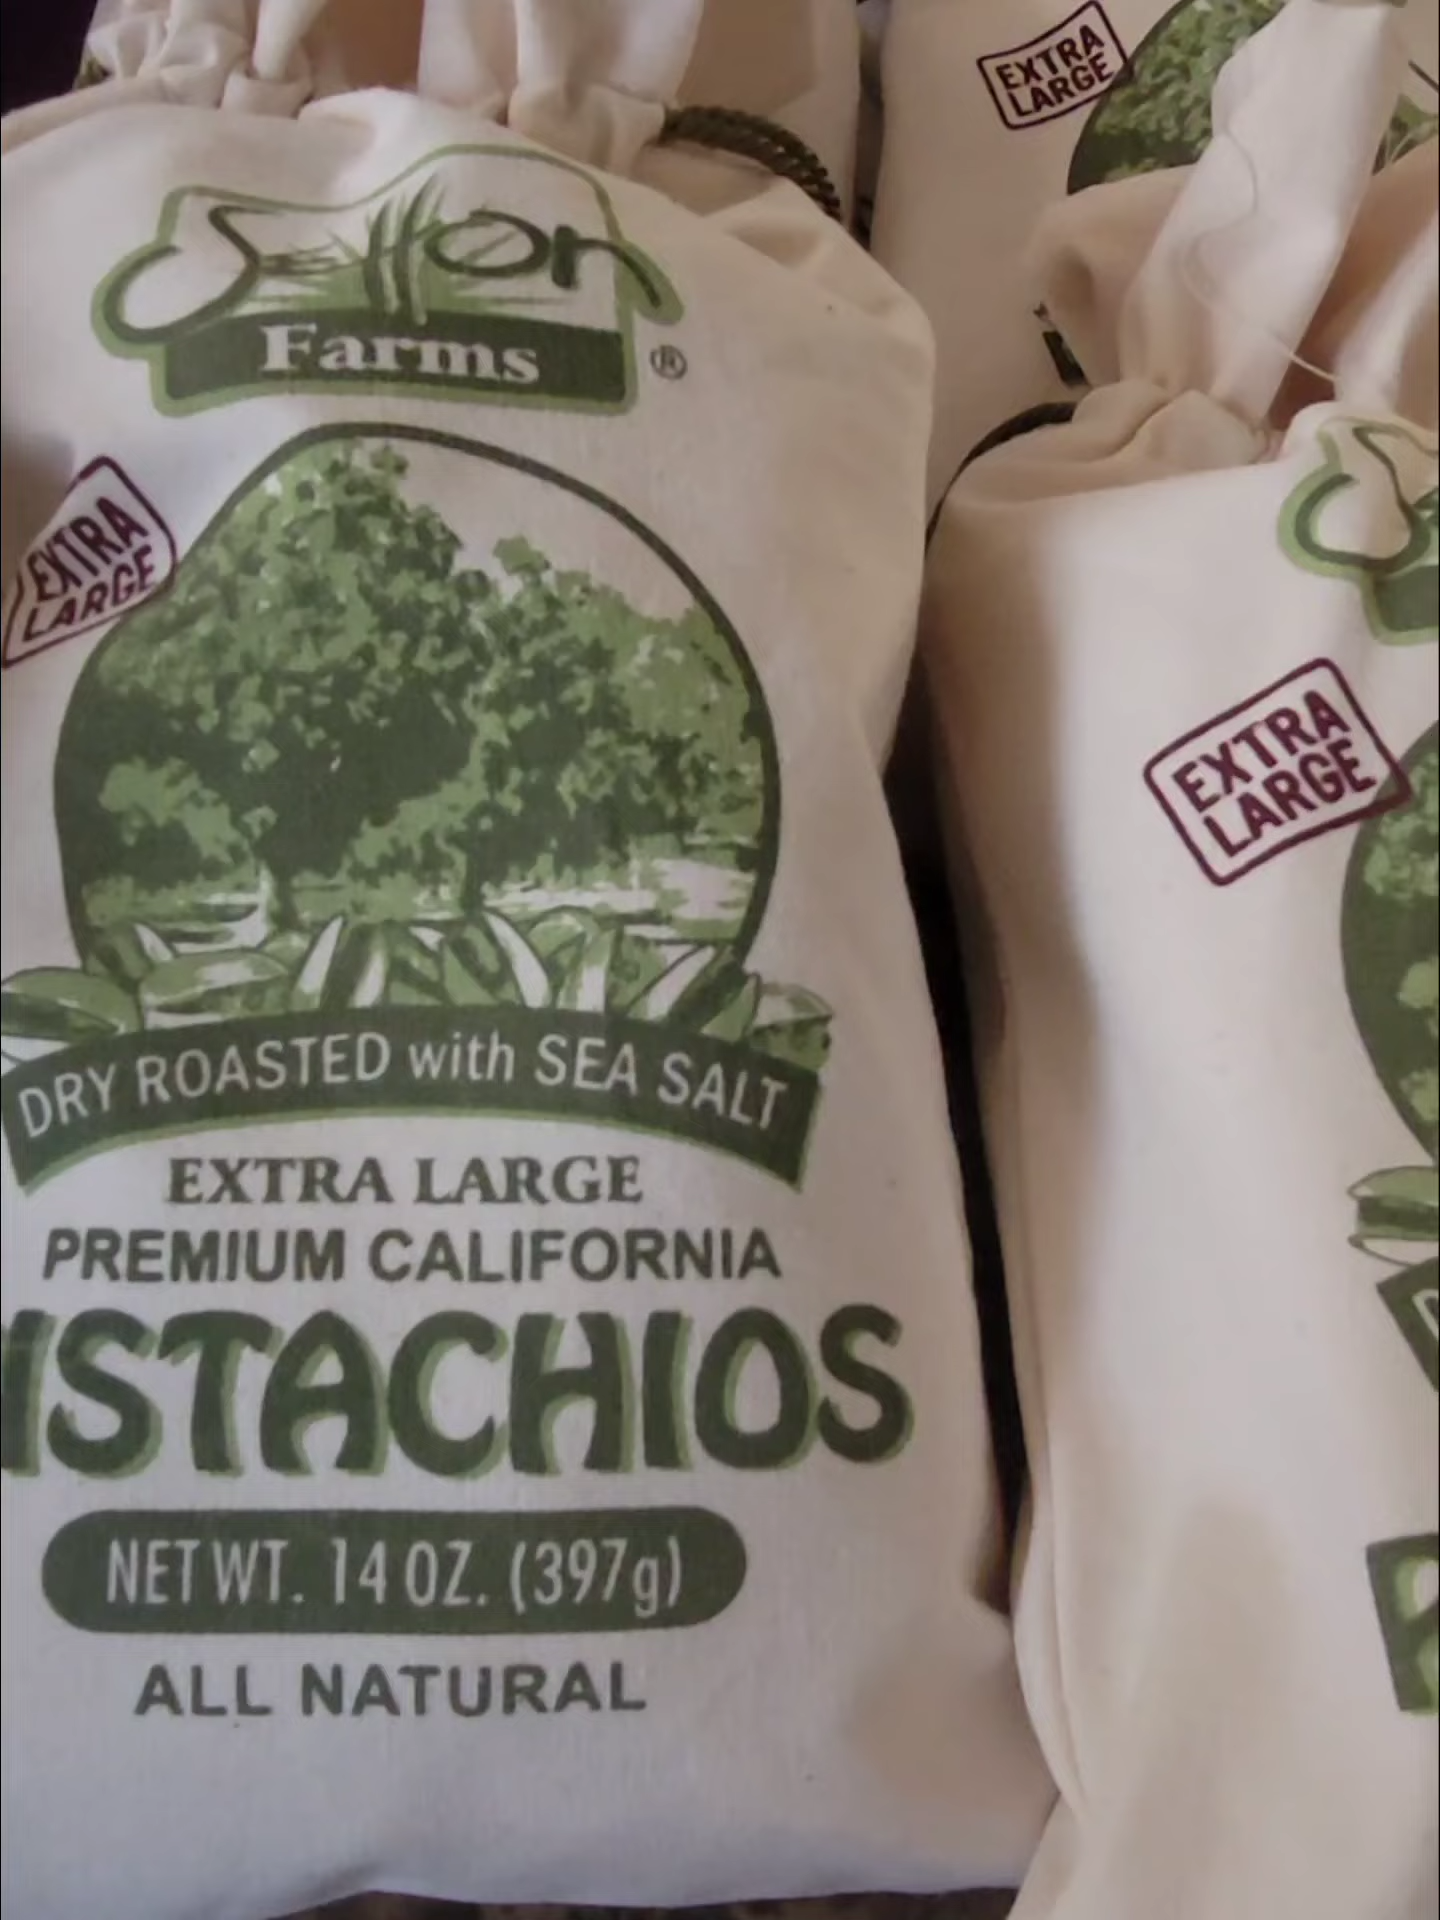 EXTRA
LARGE
Setton
Farms ®
EXTRA
LARGE
DRY ROASTED with SEA SALT
EXTRA LARGE
PREMIUM CALIFORNIA
ISTACHIOS
NET WT. 14 OZ. (397g)
ALL NATURAL
EXTRA
LARGE